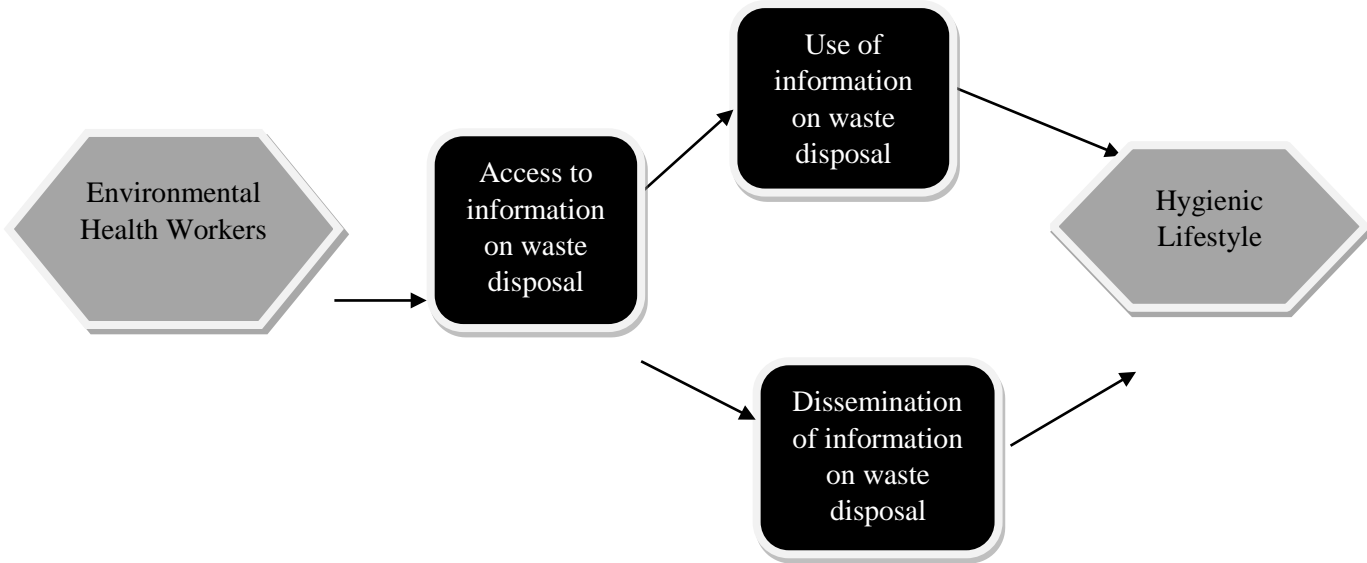 Environmental
Health Workers
Access to
information
on waste
disposal
Use of
information
on waste
disposal
Dissemination
of information
on waste
disposal
Hygienic
Lifestyle